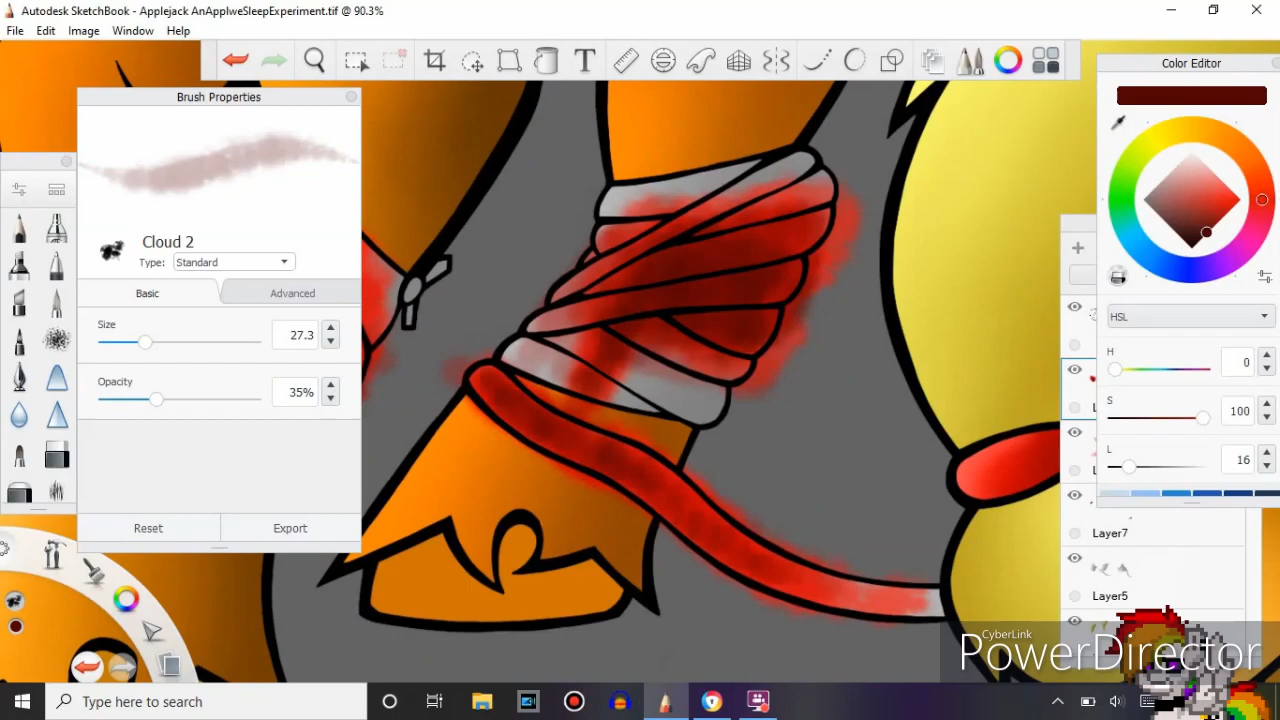 Autodesk SketchBook - Applejack AnApplweSleepExperiment.tif @ 90.3%
File Edit Image Window Help
T
Brush Properties
Color Editor
Cloud 2
Type: Standard
Basic Advanced
Size
27.3
Opacity
35%
Reset Export
HSL
H 0
S 100
L 16
L
L
Layer7
Layer5
CyberLink
PowerDirector
Type here to search